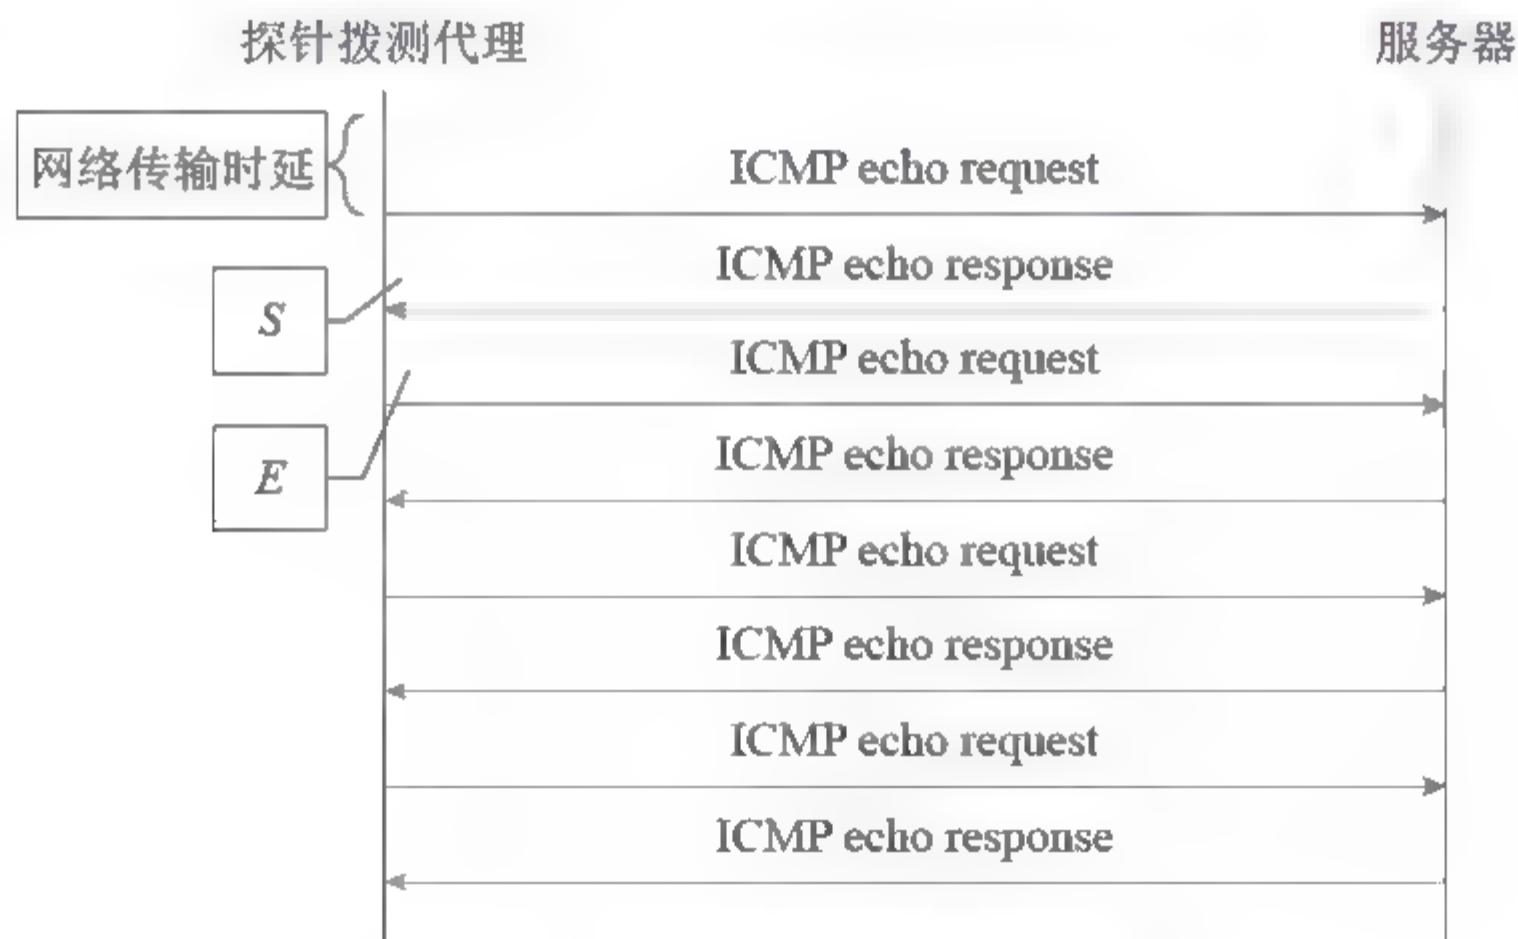 探针拨测代理 服务器
网络传输时延
ICMP echo request
ICMP echo response
S
ICMP echo request
ICMP echo response
E
ICMP echo request
ICMP echo response
ICMP echo request
ICMP echo response